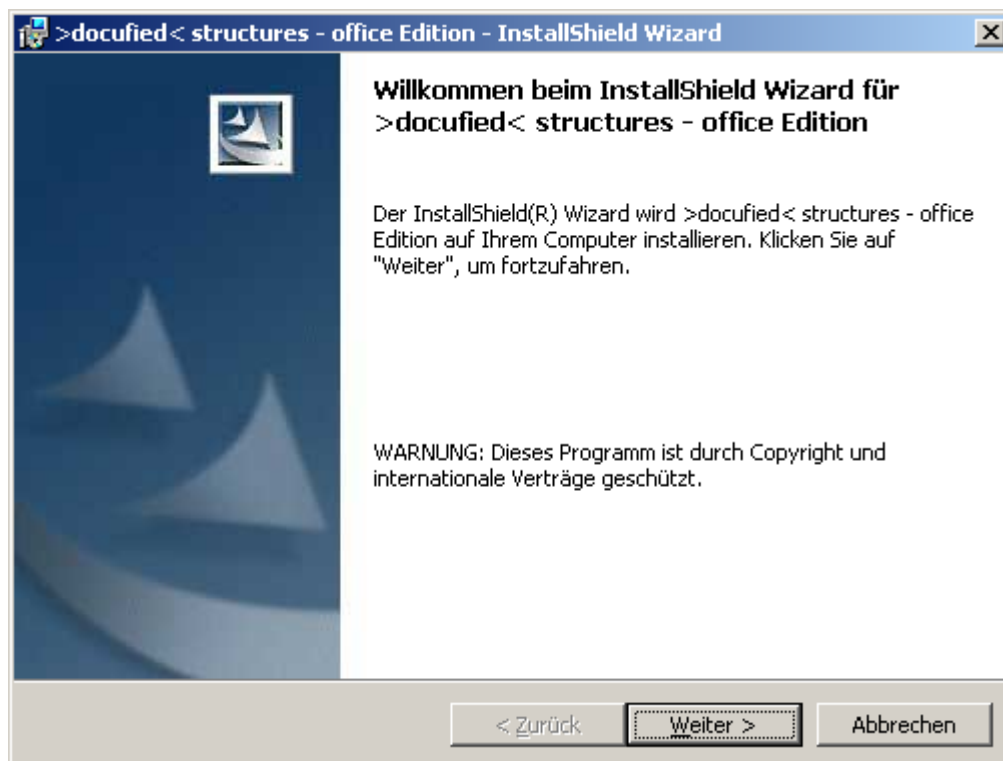 >docufied< structures - office Edition - InstallShield Wizard
Willkommen beim InstallShield Wizard für
>docufied< structures - office Edition
Der InstallShield(R) Wizard wird >docufied< structures - office
Edition auf Ihrem Computer installieren. Klicken Sie auf
"Weiter", um fortzufahren.
WARNUNG: Dieses Programm ist durch Copyright und
internationale Verträge geschützt.
< Zurück Weiter > Abbrechen